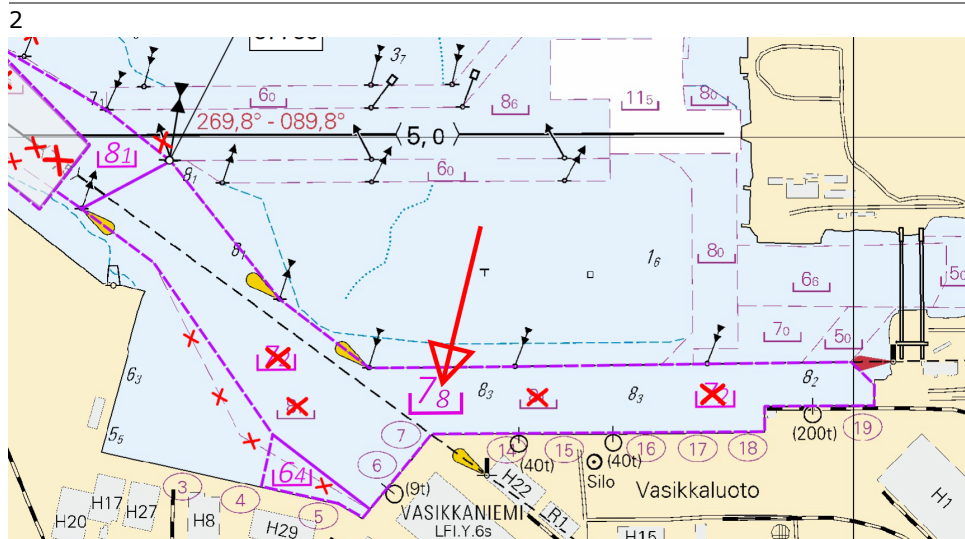 2
3₇
7₁
6₀
8₆
11₅
8₀
269,8° - 089,8°
⟨5,0⟩
8₁
8₁
6₀
8₁
1₆
8₀
6₆
5₀
7₀
5₀
6₃
7₈
8₃
8₃
8₂
5₅
7
14
15
16
17
18
19
(200t)
6
(40t)
(40t)
6₄
(9t)
Silo
3
4
5
H17
H27
H20
H8
H29
VASIKKANIEMI
LFl.Y.6s
H22
R1
Vasikkaluoto
H15
H1